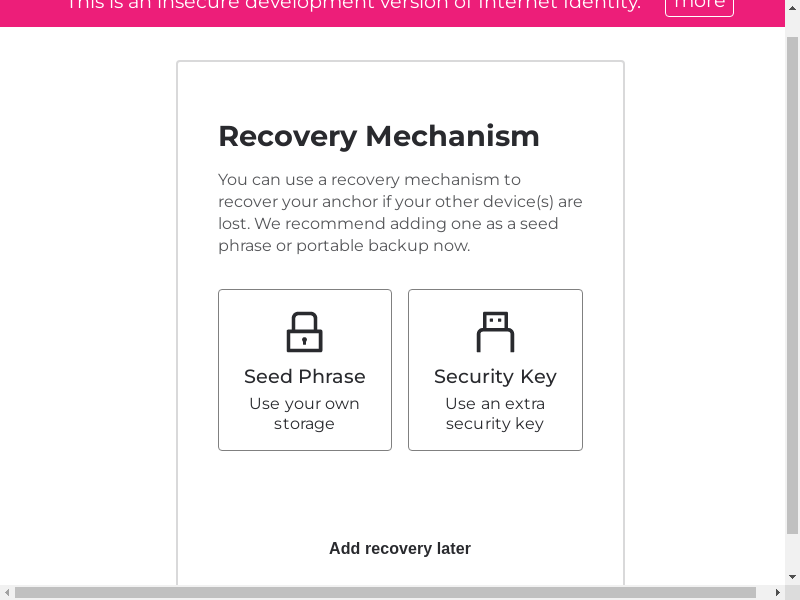 This is an insecure development version of Internet Identity.
more
Recovery Mechanism
You can use a recovery mechanism to
recover your anchor if your other device(s) are
lost. We recommend adding one as a seed
phrase or portable backup now.
Seed Phrase
Use your own
storage
Security Key
Use an extra
security key
Add recovery later